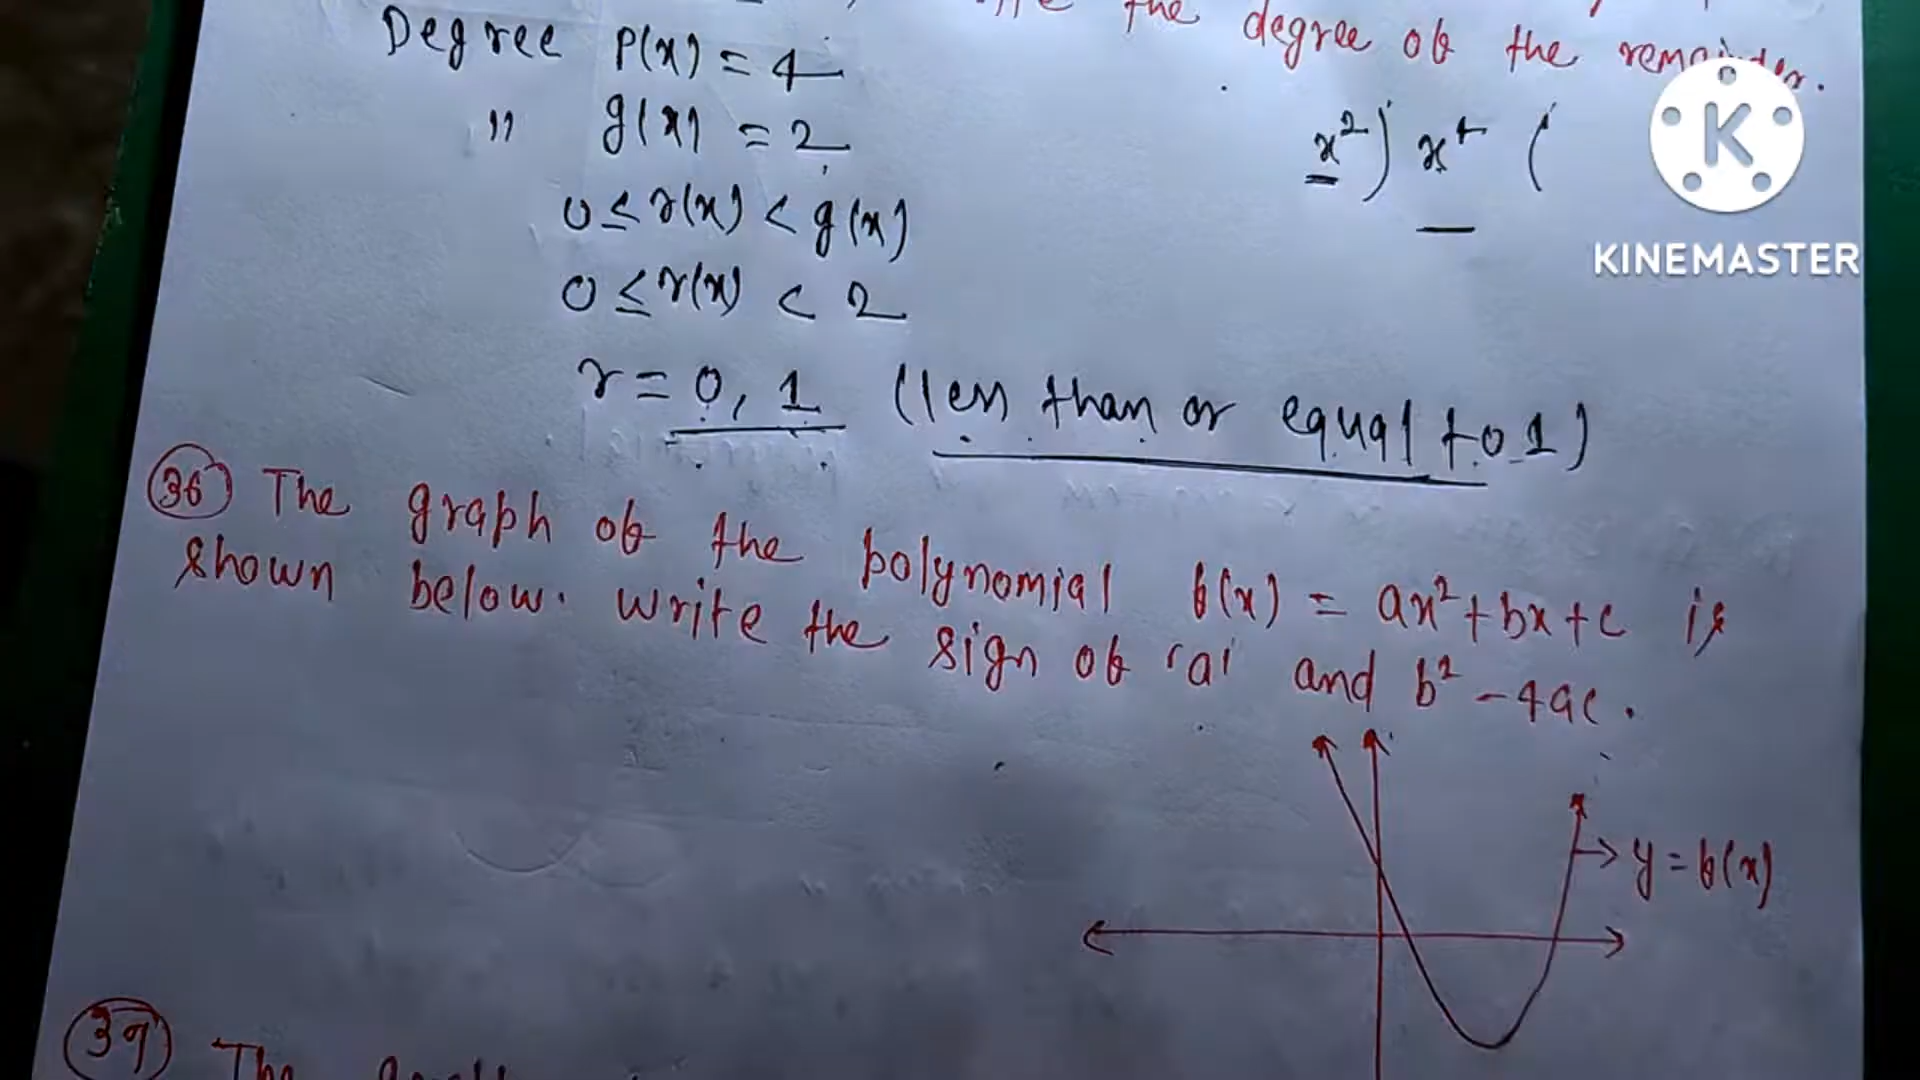 the degree of the remainder.
Degree P(x) = 4
" g(x) = 2
x²) x⁴ (
0 ≤ r(x) < g(x)
0 ≤ r(x) < 2
r = 0, 1 (less than or equal to 1)
36 The graph of the polynomial f(x) = ax²+bx+c is
shown below. Write the sign of 'a' and b² - 4ac.
y = f(x)
The
K
KINEMASTER